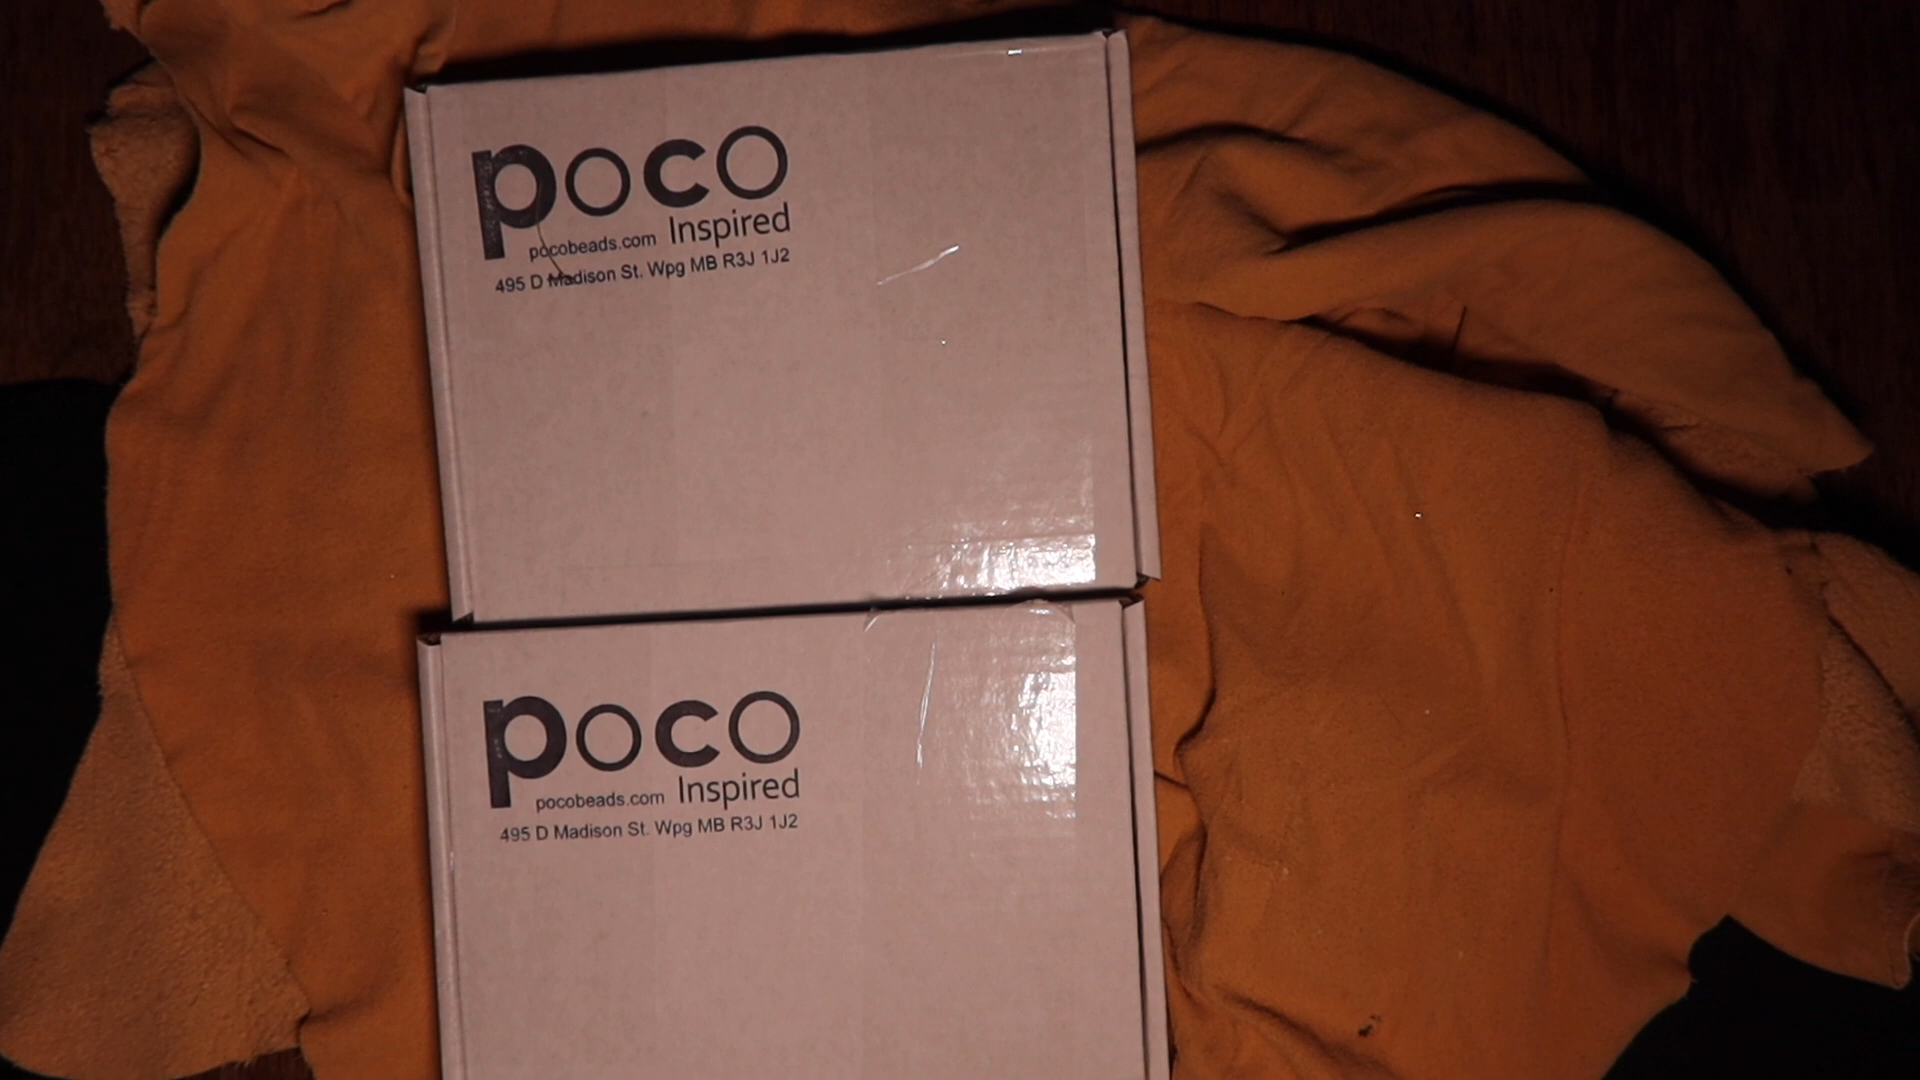 poco
pocobeads.com Inspired
495 D Madison St. Wpg MB R3J 1J2
poco
pocobeads.com Inspired
495 D Madison St. Wpg MB R3J 1J2